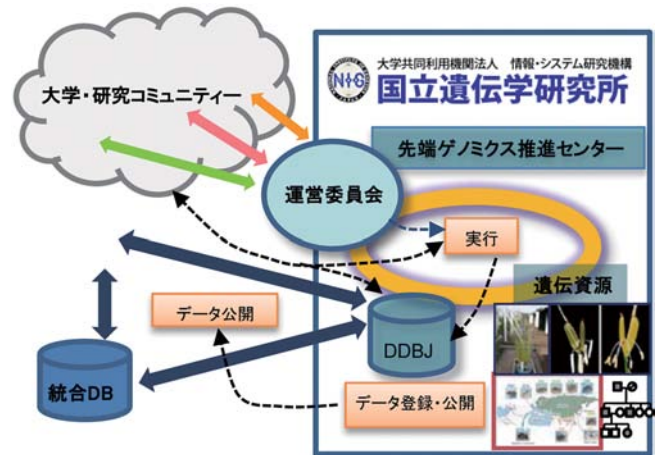 大学・研究コミュニティー
NIG
大学共同利用機関法人 情報・システム研究機構
国立遺伝学研究所
先端ゲノミクス推進センター
運営委員会
実行
遺伝資源
データ公開
DDBJ
統合DB
データ登録・公開